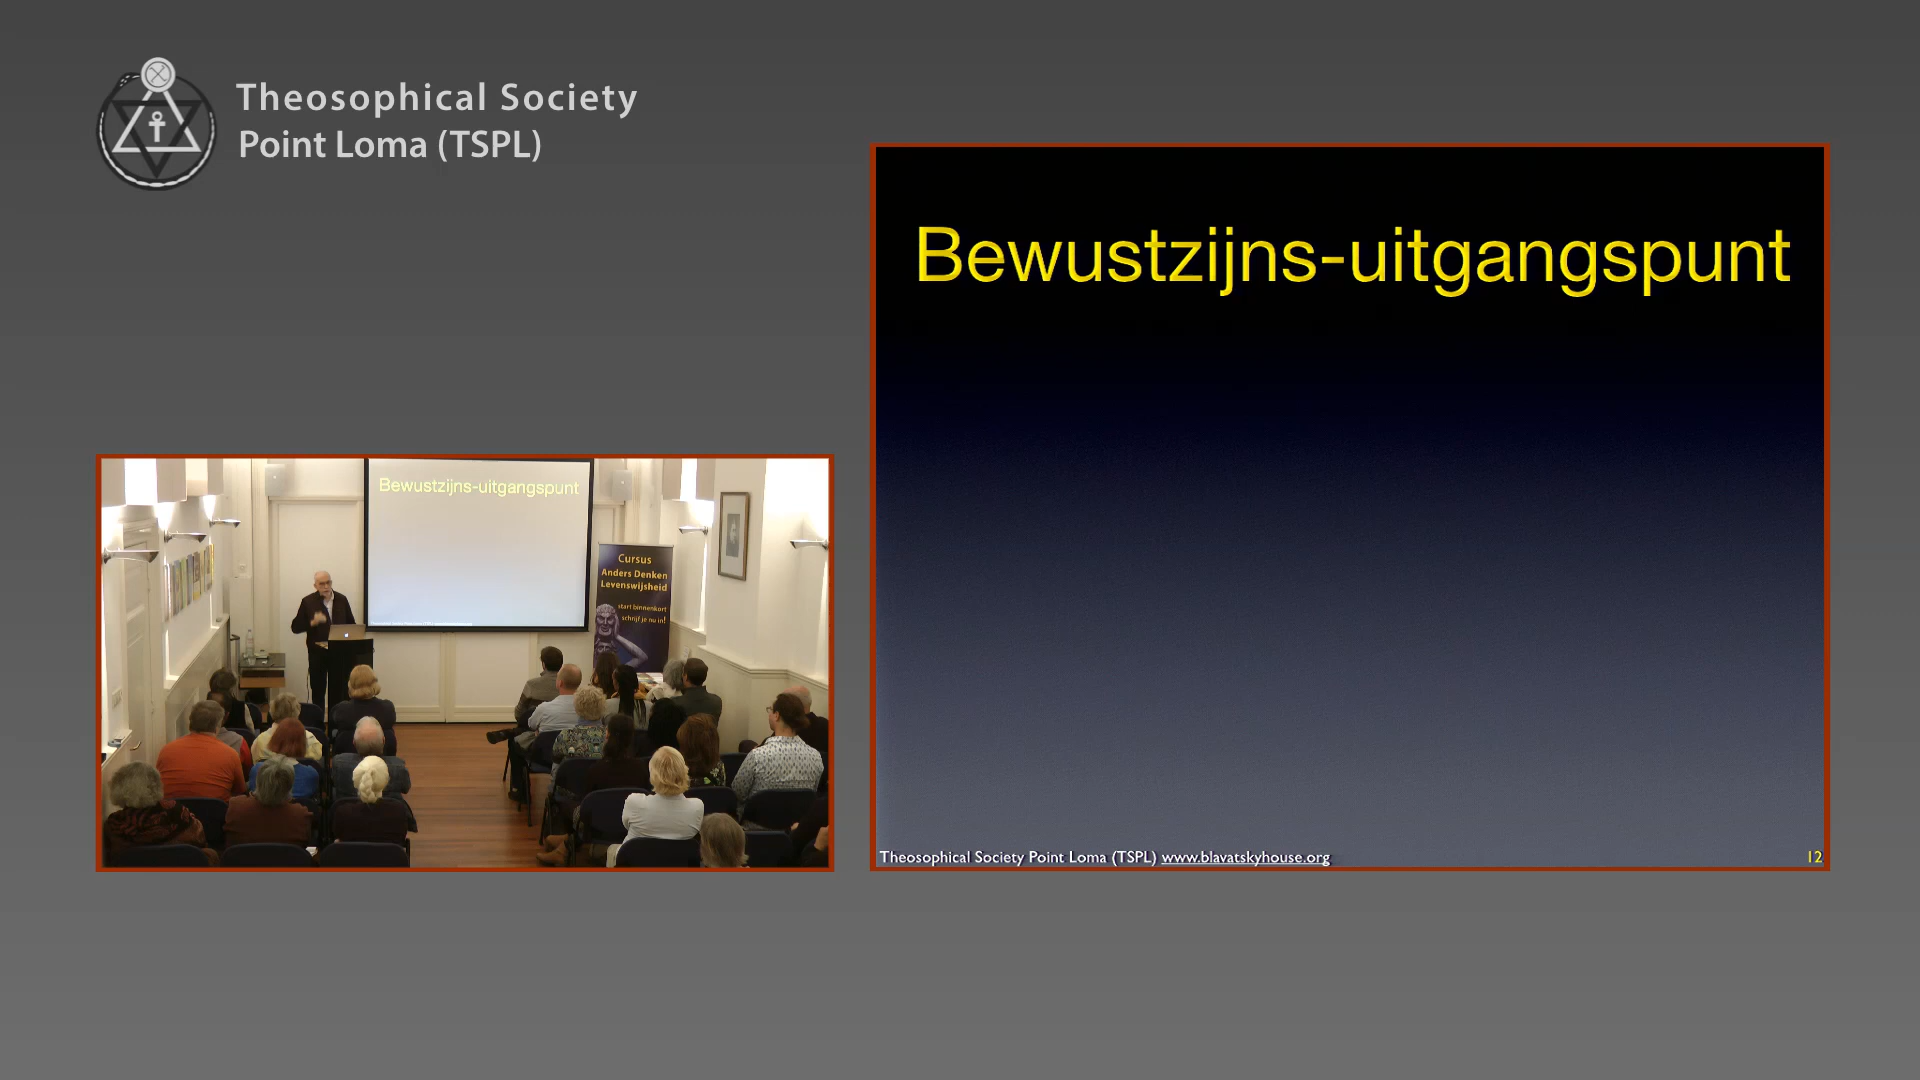 Theosophical Society
Point Loma (TSPL)
Bewustzijns-uitgangspunt
Theosophical Society Point Loma (TSPL) www.blavatskyhouse.org
12
Bewustzijns-uitgangspunt
Cursus
Anders Denken
Levenswijsheid
start binnenkort
schrijf je nu in!